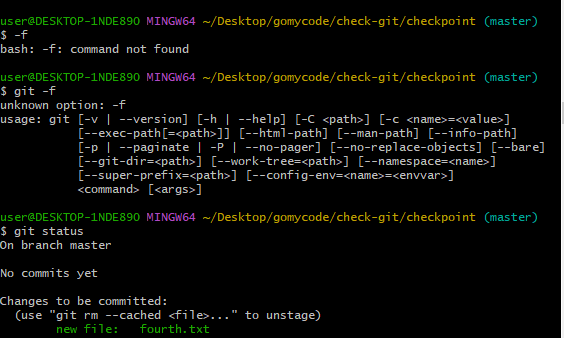 user@DESKTOP-1NDE890 MINGW64 ~/Desktop/gomycode/check-git/checkpoint (master)
$ -f
bash: -f: command not found
user@DESKTOP-1NDE890 MINGW64 ~/Desktop/gomycode/check-git/checkpoint (master)
$ git -f
unknown option: -f
usage: git [-v | --version] [-h | --help] [-C <path>] [-c <name>=<value>]
           [--exec-path[=<path>]] [--html-path] [--man-path] [--info-path]
           [-p | --paginate | -P | --no-pager] [--no-replace-objects] [--bare]
           [--git-dir=<path>] [--work-tree=<path>] [--namespace=<name>]
           [--super-prefix=<path>] [--config-env=<name>=<envvar>]
           <command> [<args>]
user@DESKTOP-1NDE890 MINGW64 ~/Desktop/gomycode/check-git/checkpoint (master)
$ git status
On branch master
No commits yet
Changes to be committed:
  (use "git rm --cached <file>..." to unstage)
        new file:   fourth.txt